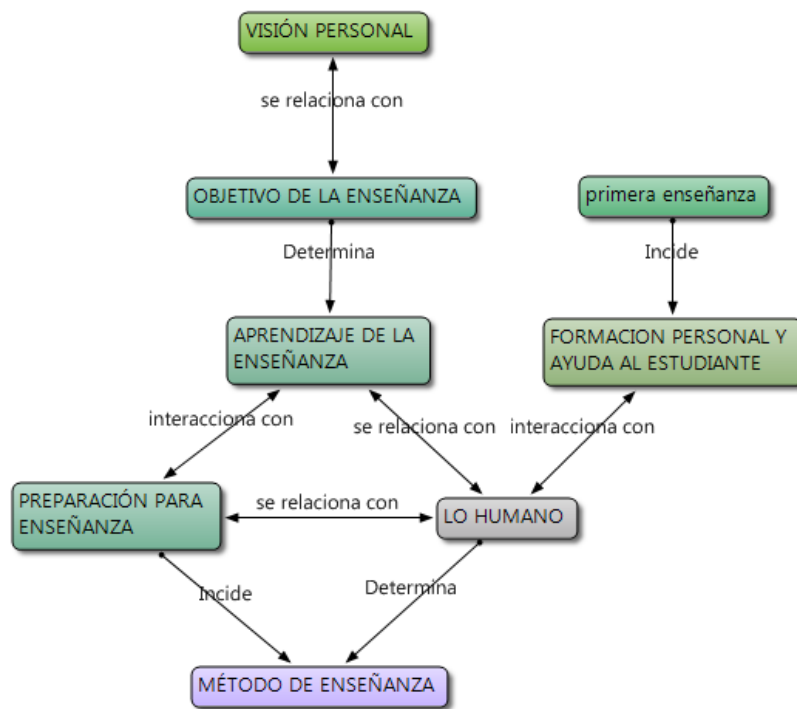 VISIÓN PERSONAL
se relaciona con
OBJETIVO DE LA ENSEÑANZA
primera enseñanza
Determina
Incide
APRENDIZAJE DE LA
ENSEÑANZA
FORMACION PERSONAL Y
AYUDA AL ESTUDIANTE
interacciona con
se relaciona con
interacciona con
PREPARACIÓN PARA
ENSEÑANZA
se relaciona con
LO HUMANO
Incide
Determina
MÉTODO DE ENSEÑANZA